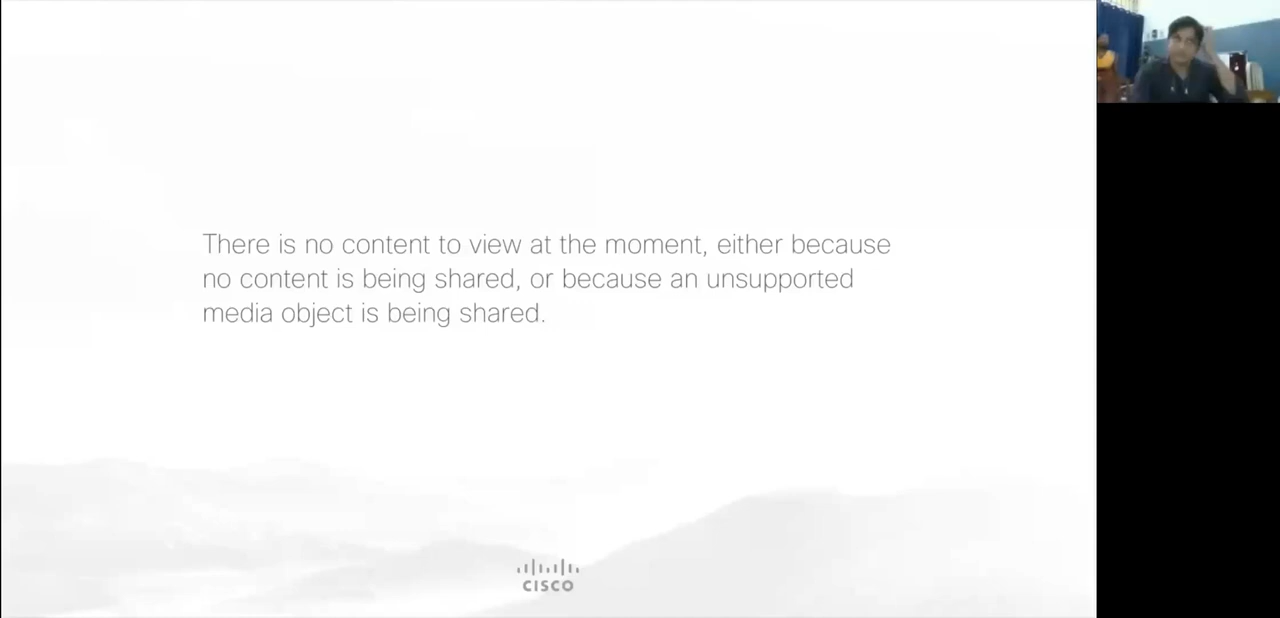 There is no content to view at the moment, either because
no content is being shared, or because an unsupported
media object is being shared.
CISCO